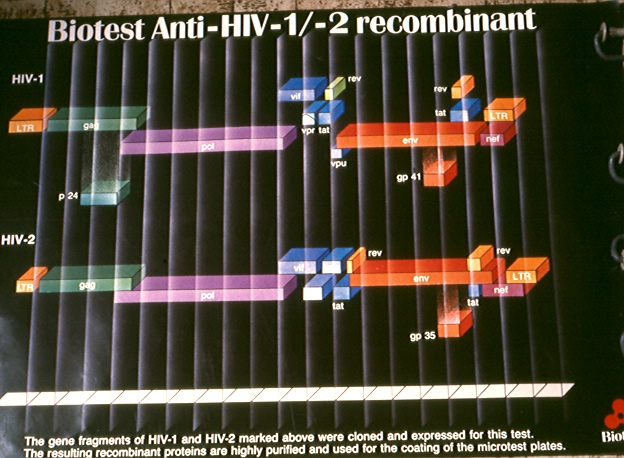 Biotest Anti-HIV-1/-2 recombinant
HIV-1
LTR
gag
pol
vif
rev
vpr tat
vpu
env
rev
tat
LTR
nef
p 24
gp 41
HIV-2
LTR
gag
pol
vif
rev
tat
env
rev
tat
LTR
nef
gp 35
The gene fragments of HIV-1 and HIV-2 marked above were cloned and expressed for this test.
The resulting recombinant proteins are highly purified and used for the coating of the microtest plates.